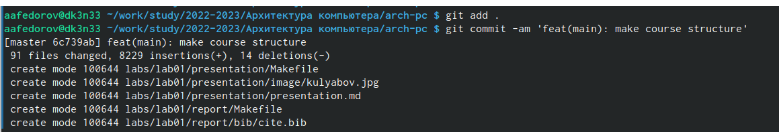 aafedorov@dk3n33 ~/work/study/2022-2023/Архитектура компьютера/arch-pc $ git add .
aafedorov@dk3n33 ~/work/study/2022-2023/Архитектура компьютера/arch-pc $ git commit -am 'feat(main): make course structure'
[master 6c739ab] feat(main): make course structure
 91 files changed, 8229 insertions(+), 14 deletions(-)
 create mode 100644 labs/lab01/presentation/Makefile
 create mode 100644 labs/lab01/presentation/image/kulyabov.jpg
 create mode 100644 labs/lab01/presentation/presentation.md
 create mode 100644 labs/lab01/report/Makefile
 create mode 100644 labs/lab01/report/bib/cite.bib